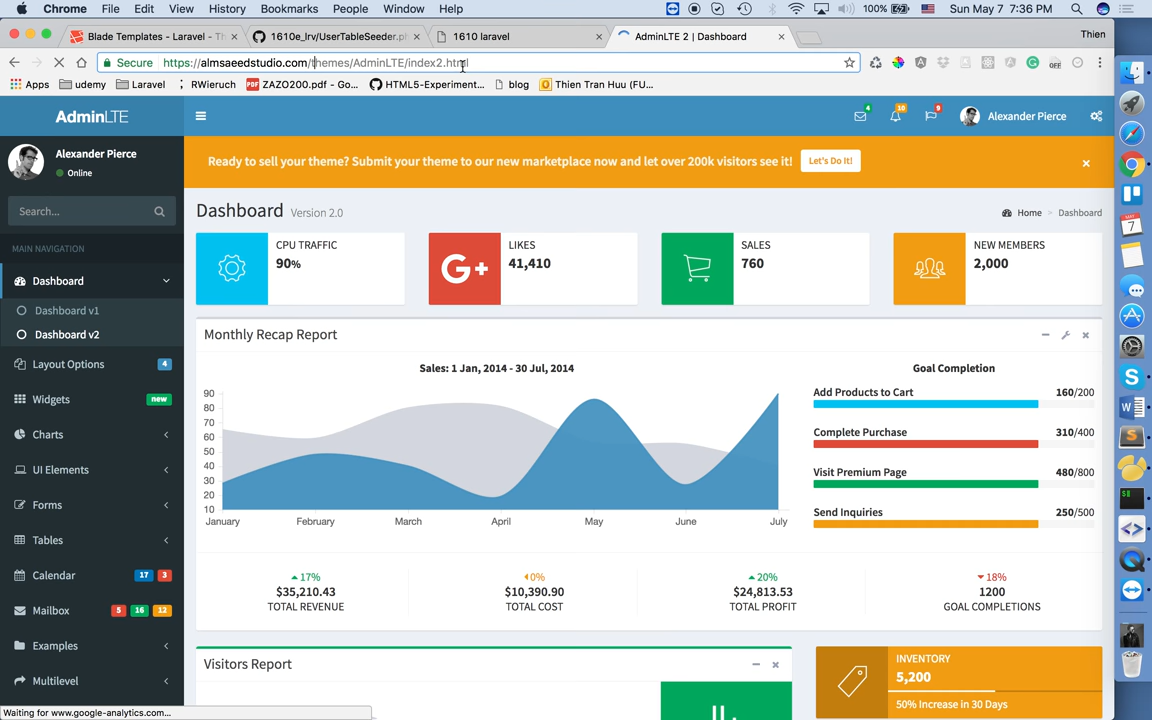 Chrome File Edit View History Bookmarks People Window Help 100% Sun May 7 7:36 PM
Blade Templates - Laravel - Th 1610e_lrv/UserTableSeeder.ph 1610 laravel AdminLTE 2 | Dashboard Thien
Secure https://almsaeedstudio.com/themes/AdminLTE/index2.html
Apps udemy Laravel RWieruch PDF ZAZO200.pdf - Go... HTML5-Experiment... blog Thien Tran Huu (FU...
AdminLTE 4 10 9 Alexander Pierce
Alexander Pierce
Online
Ready to sell your theme? Submit your theme to our new marketplace now and let over 200k visitors see it! Let's Do It!
Search...
Dashboard Version 2.0 Home > Dashboard
MAIN NAVIGATION
Dashboard
Dashboard v1
Dashboard v2
Layout Options 4
Widgets new
Charts
UI Elements
Forms
Tables
Calendar 17 3
Mailbox 5 16 12
Examples
Multilevel
CPU TRAFFIC
90%
G+
LIKES
41,410
SALES
760
NEW MEMBERS
2,000
Monthly Recap Report
Sales: 1 Jan, 2014 - 30 Jul, 2014
90
80
70
60
50
40
30
20
10
January February March April May June July
Goal Completion
Add Products to Cart 160/200
Complete Purchase 310/400
Visit Premium Page 480/800
Send Inquiries 250/500
17%
$35,210.43
TOTAL REVENUE
0%
$10,390.90
TOTAL COST
20%
$24,813.53
TOTAL PROFIT
18%
1200
GOAL COMPLETIONS
Visitors Report
INVENTORY
5,200
50% Increase in 30 Days
Waiting for www.google-analytics.com...